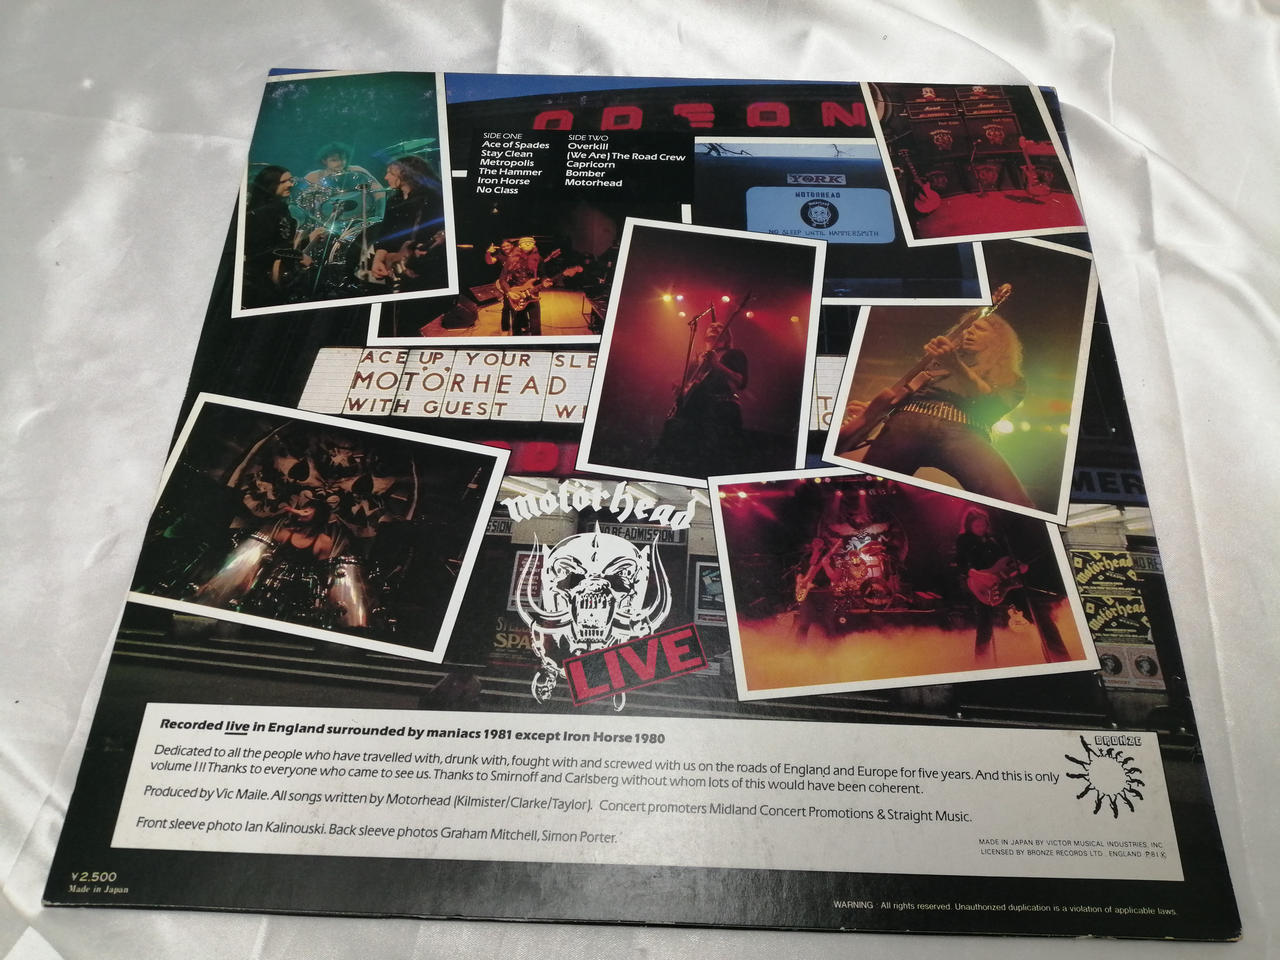 ODEON
SIDE ONE
Ace of Spades
Stay Clean
Metropolis
The Hammer
Iron Horse
No Class
SIDE TWO
Overkill
(We Are) The Road Crew
Capricorn
Bomber
Motorhead
YORK
MOTORHEAD
NO SLEEP UNTIL HAMMERSMITH
ACE UP YOUR SLE
MOTÖRHEAD
WITH GUEST WI
MER
SSION
NO RE-ADMISSION
Motörhead
LIVE
Motörhead
Motörhead
Recorded live in England surrounded by maniacs 1981 except Iron Horse 1980
Dedicated to all the people who have travelled with, drunk with, fought with and screwed with us on the roads of England and Europe for five years. And this is only
volume I!! Thanks to everyone who came to see us. Thanks to Smirnoff and Carlsberg without whom lots of this would have been coherent.
Produced by Vic Maile. All songs written by Motorhead (Kilmister/Clarke/Taylor). Concert promoters Midland Concert Promotions & Straight Music.
Front sleeve photo Ian Kalinouski. Back sleeve photos Graham Mitchell, Simon Porter.
BRONZE
MADE IN JAPAN BY VICTOR MUSICAL INDUSTRIES, INC.
LICENSED BY BRONZE RECORDS LTD., ENGLAND
¥2,500
Made in Japan
WARNING : All rights reserved. Unauthorized duplication is a violation of applicable laws.